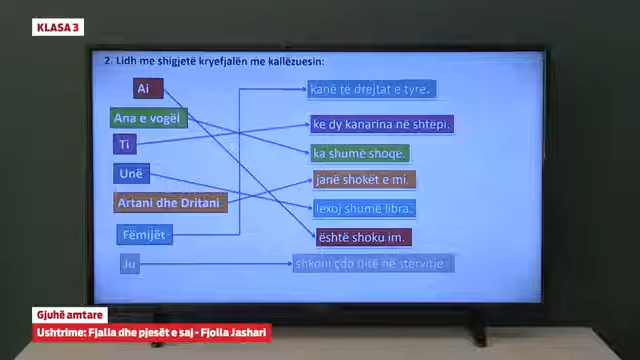 KLASA 3
2. Lidh me shigjetë kryefjalën me kallëzuesin:
Ai
kanë të drejtat e tyre.
Ana e vogël
ke dy kanarina në shtëpi.
Ti
ka shumë shoqe.
Unë
janë shokët e mi.
Artani dhe Dritani
lexoj shumë libra.
Fëmijët
është shoku im.
Ju
shkoni çdo ditë në stërvitje.
Gjuhë amtare
Ushtrime: Fjalia dhe pjesët e saj - Fjolla Jashari